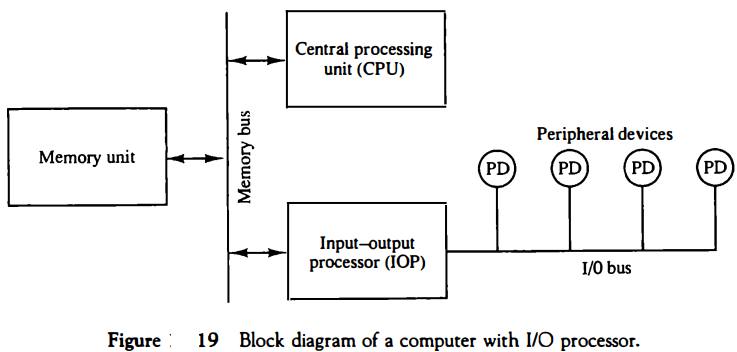 Central processing
unit (CPU)
Memory unit
Memory bus
Peripheral devices
PD PD PD PD
Input–output
processor (IOP)
I/0 bus
Figure 19 Block diagram of a computer with I/O processor.